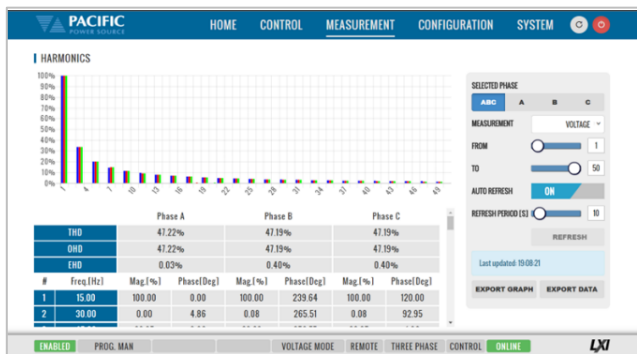 PACIFIC
POWER SOURCE
HOME CONTROL MEASUREMENT CONFIGURATION SYSTEM
HARMONICS
100%
90%
80%
70%
60%
50%
40%
30%
20%
10%
0%
1 4 7 10 13 16 19 22 25 28 31 34 37 40 43 46 49
SELECTED PHASE
ABC A B C
MEASUREMENT VOLTAGE
FROM 1
TO 50
AUTO REFRESH ON
REFRESH PERIOD [S] 10
REFRESH
Last updated: 19:08:21
EXPORT GRAPH EXPORT DATA
Phase A Phase B Phase C
THD 47.22% 47.19% 47.19%
OHD 47.22% 47.19% 47.19%
EHD 0.03% 0.40% 0.40%
# Freq.[Hz] Mag.[%] Phase[Deg] Mag.[%] Phase[Deg] Mag.[%] Phase[Deg]
1 15.00 100.00 0.00 100.00 239.64 100.00 120.00
2 30.00 0.00 4.86 0.08 265.51 0.08 92.95
ENABLED PROG. MAN VOLTAGE MODE REMOTE THREE PHASE CONTROL ONLINE LXI